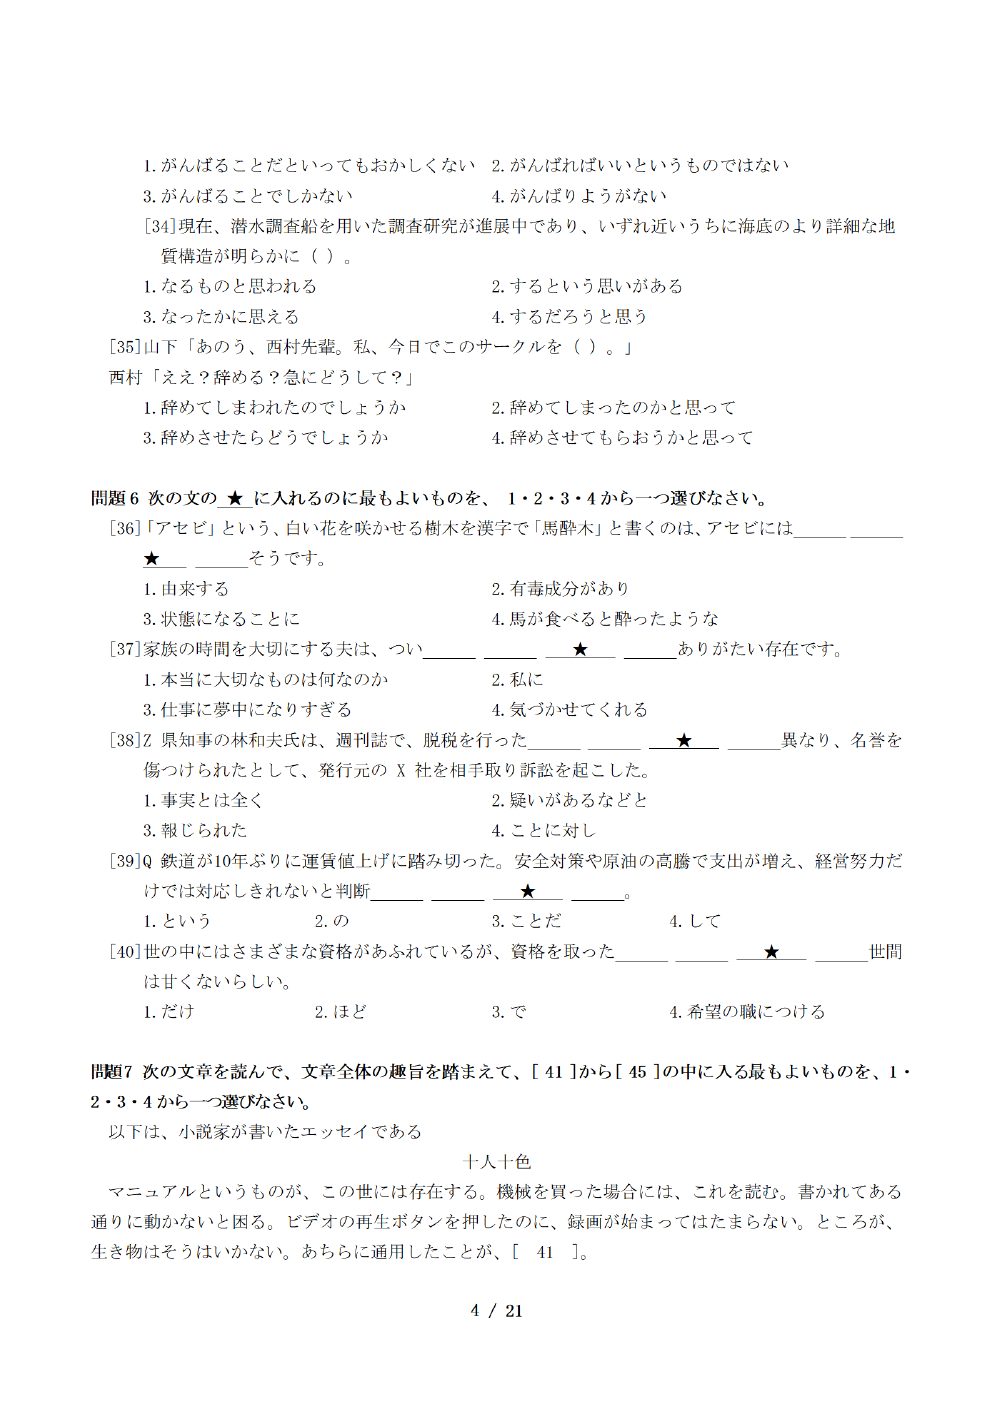 1.がんばることだといってもおかしくない 2.がんばればいいというものではない
3.がんばることでしかない 4.がんばりようがない
[34]現在、潜水調査船を用いた調査研究が進展中であり、いずれ近いうちに海底のより詳細な地
質構造が明らかに（ ）。
1.なるものと思われる 2.するという思いがある
3.なったかに思える 4.するだろうと思う
[35]山下「あのう、西村先輩。私、今日でこのサークルを（ ）。」
西村「ええ？辞める？急にどうして？」
1.辞めてしまわれたのでしょうか 2.辞めてしまったのかと思って
3.辞めさせたらどうでしょうか 4.辞めさせてもらおうかと思って
問題6 次の文の ★ に入れるのに最もよいものを、 1・2・3・4から一つ選びなさい。
[36]「アセビ」という、白い花を咲かせる樹木を漢字で「馬酔木」と書くのは、アセビには______ ______
__★__ ______そうです。
1.由来する 2.有毒成分があり
3.状態になることに 4.馬が食べると酔ったような
[37]家族の時間を大切にする夫は、つい______ ______ ___★___ ______ありがたい存在です。
1.本当に大切なものは何なのか 2.私に
3.仕事に夢中になりすぎる 4.気づかせてくれる
[38]Z 県知事の林和夫氏は、週刊誌で、脱税を行った______ ______ ___★___ ______異なり、名誉を
傷つけられたとして、発行元の X 社を相手取り訴訟を起こした。
1.事実とは全く 2.疑いがあるなどと
3.報じられた 4.ことに対し
[39]Q 鉄道が10年ぶりに運賃値上げに踏み切った。安全対策や原油の高騰で支出が増え、経営努力だ
けでは対応しきれないと判断______ ______ ___★___ ______。
1.という 2.の 3.ことだ 4.して
[40]世の中にはさまざまな資格があふれているが、資格を取った______ ______ ___★___ ______世間
は甘くないらしい。
1.だけ 2.ほど 3.で 4.希望の職につける
問題7 次の文章を読んで、文章全体の趣旨を踏まえて、[ 41 ]から[ 45 ]の中に入る最もよいものを、1・
2・3・4から一つ選びなさい。
以下は、小説家が書いたエッセイである
十人十色
マニュアルというものが、この世には存在する。機械を買った場合には、これを読む。書かれてある
通りに動かないと困る。ビデオの再生ボタンを押したのに、録画が始まってはたまらない。ところが、
生き物はそうはいかない。あちらに通用したことが、[ 41 ]。
4 / 21